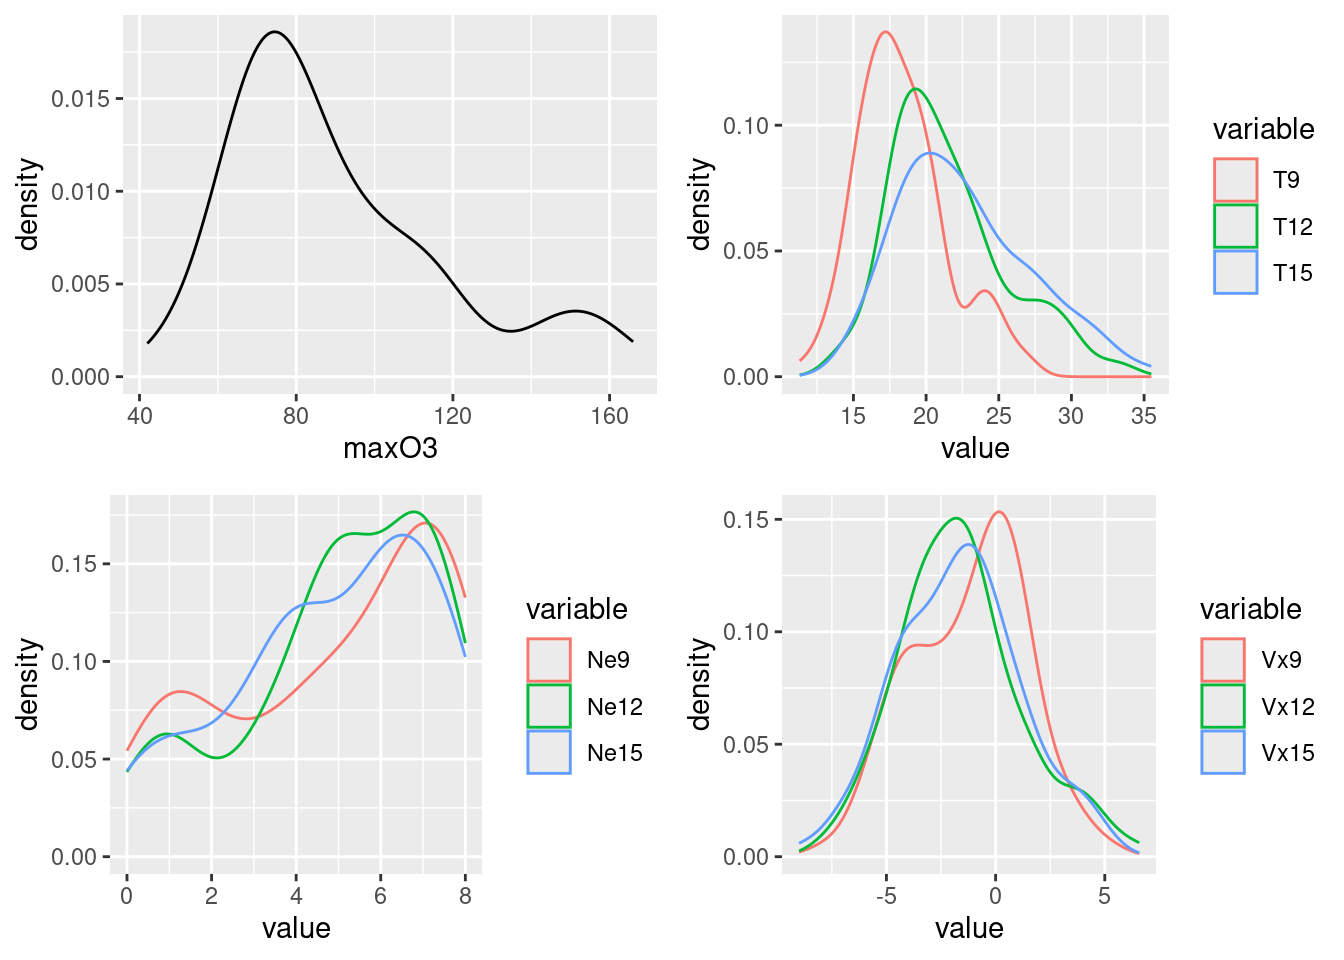 density
0.015
0.010
0.005
0.000
40 80 120 160
maxO3
density
0.10
0.05
0.00
15 20 25 30 35
value
variable
T9
T12
T15
density
0.15
0.10
0.05
0.00
0 2 4 6 8
value
variable
Ne9
Ne12
Ne15
density
0.15
0.10
0.05
0.00
-5 0 5
value
variable
Vx9
Vx12
Vx15